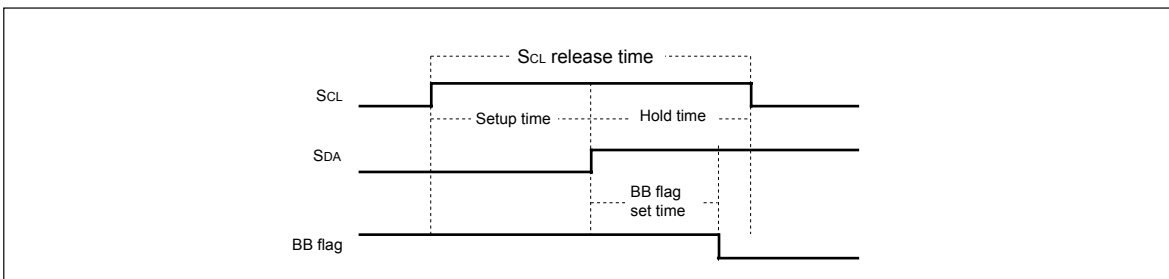 SCL release time
SCL
Setup time
Hold time
SDA
BB flag
set time
BB flag